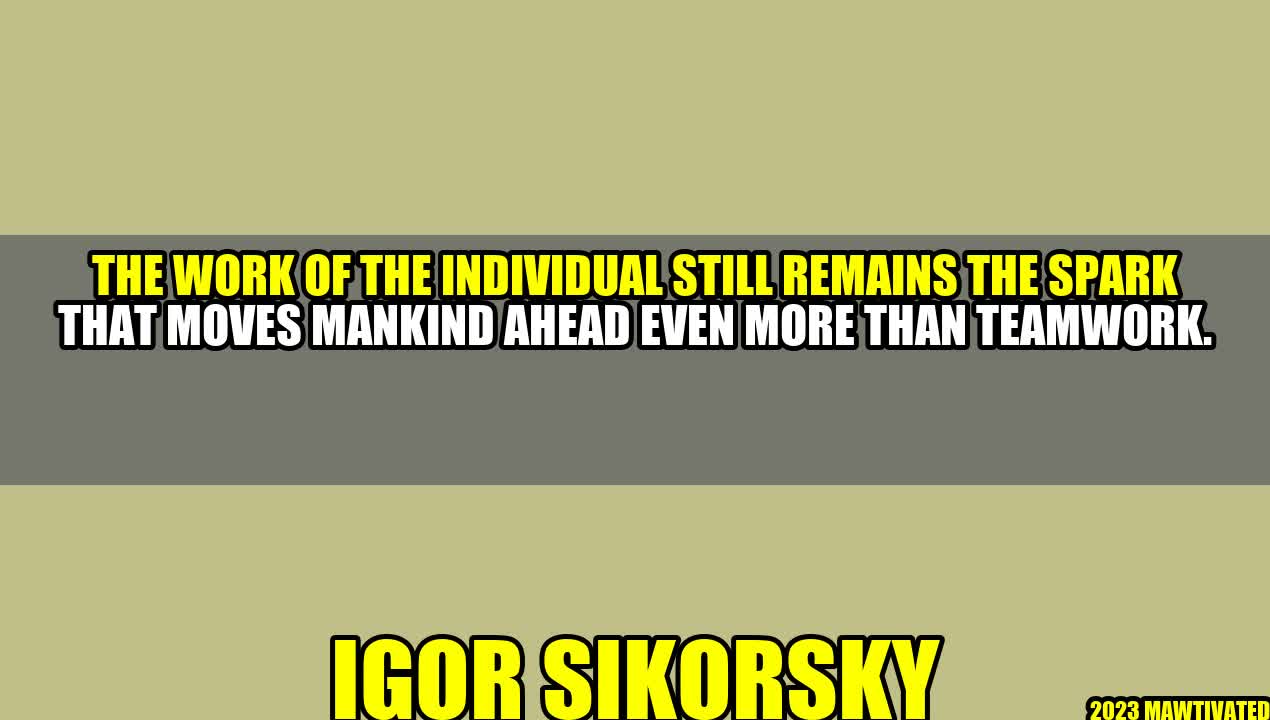 THE WORK OF THE INDIVIDUAL STILL REMAINS THE SPARK
THAT MOVES MANKIND AHEAD EVEN MORE THAN TEAMWORK.
IGOR SIKORSKY
2023 MAWTIVATED